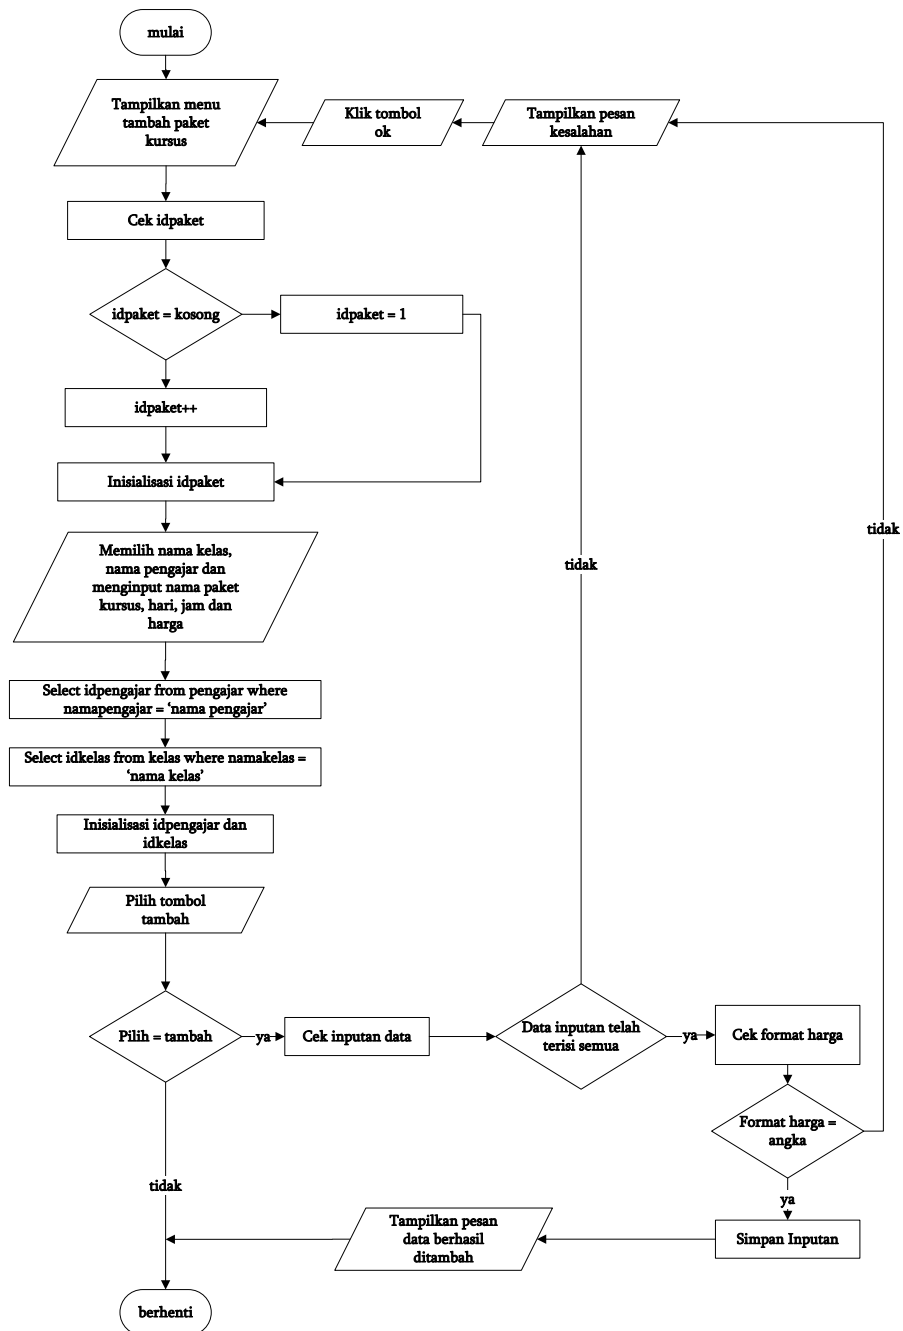 mulai
Tampilkan menu
tambah paket
kursus
Klik tombol
ok
Tampilkan pesan
kesalahan
Cek idpaket
idpaket = kosong
idpaket = 1
idpaket++
Inisialisasi idpaket
tidak
Memilih nama kelas,
nama pengajar dan
menginput nama paket
kursus, hari, jam dan
harga
tidak
Select idpengajar from pengajar where
namapengajar = ‘nama pengajar’
Select idkelas from kelas where namakelas =
‘nama kelas’
Inisialisasi idpengajar dan
idkelas
Pilih tombol
tambah
Pilih = tambah
ya
Cek inputan data
Data inputan telah
terisi semua
ya
Cek format harga
Format harga =
angka
tidak
ya
Tampilkan pesan
data berhasil
ditambah
Simpan Inputan
berhenti